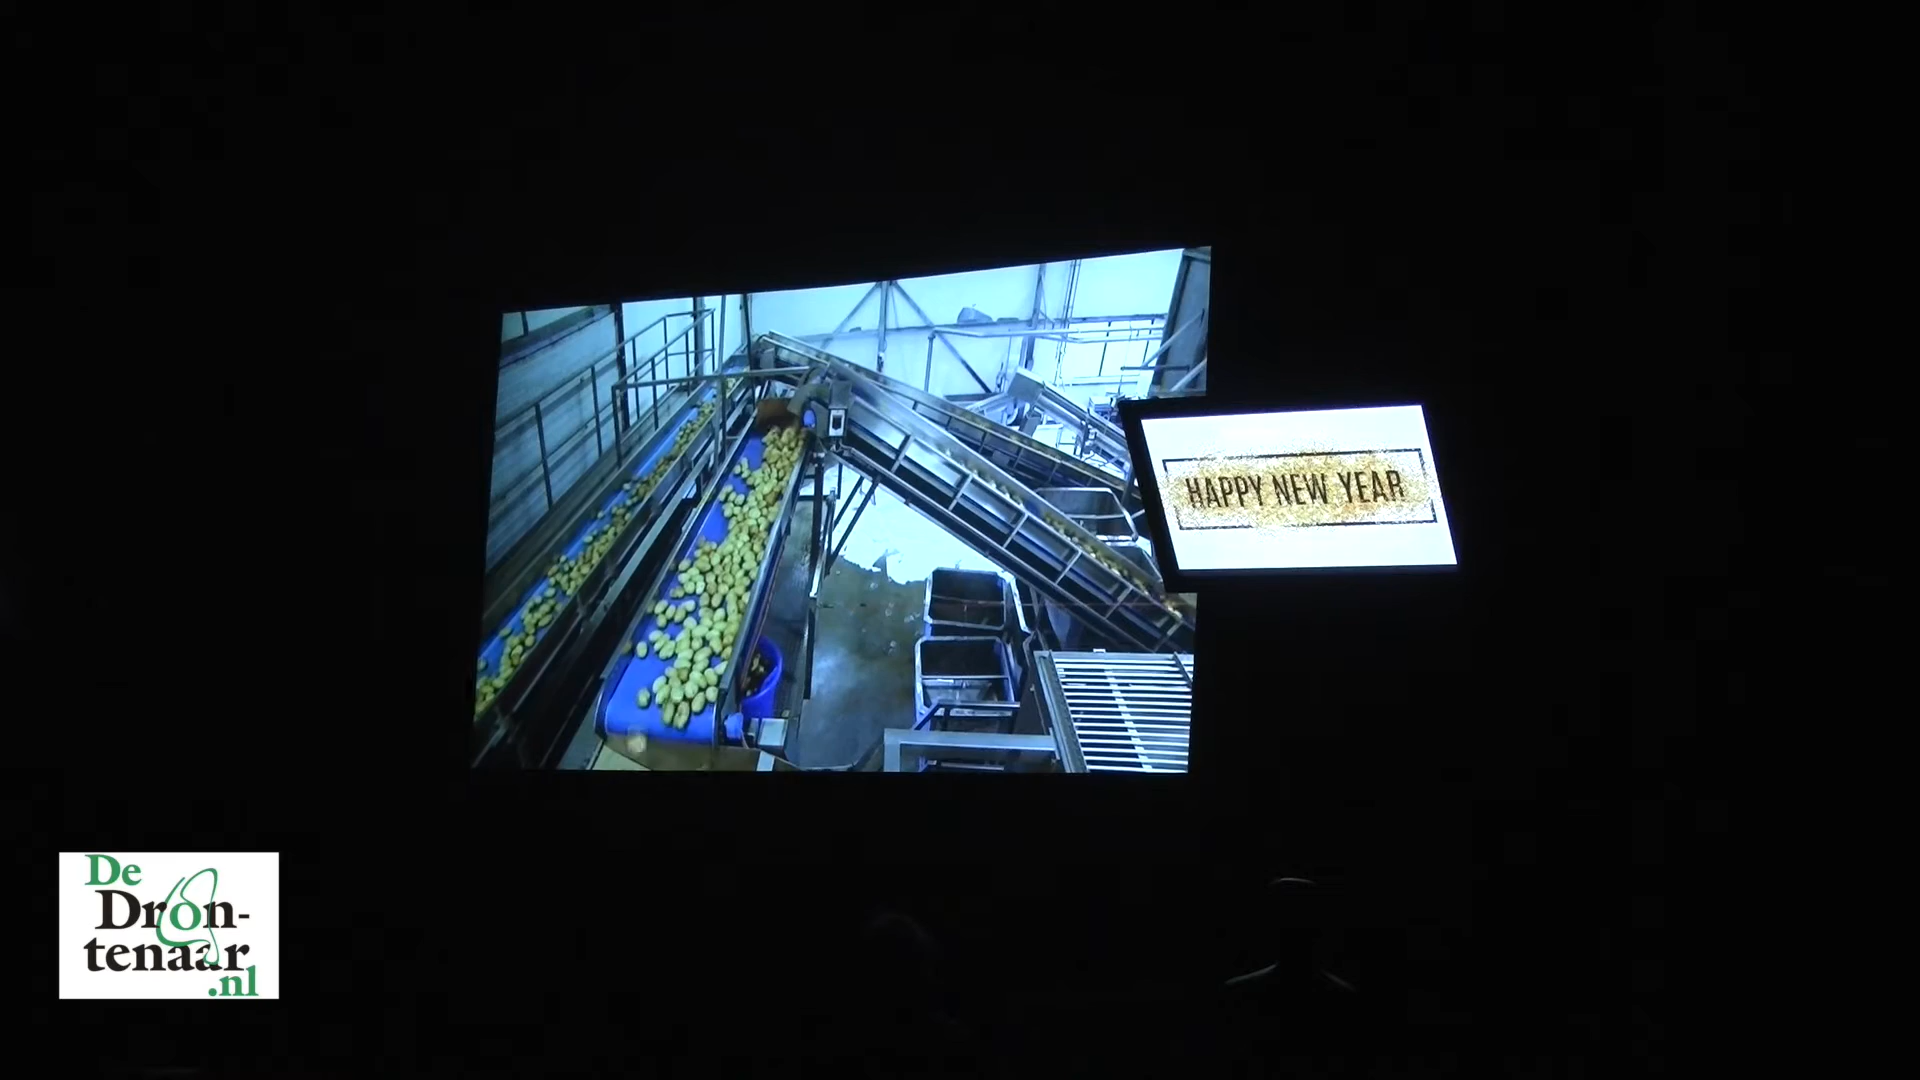 HAPPY NEW YEAR
De
Dron-
tenaar
.nl